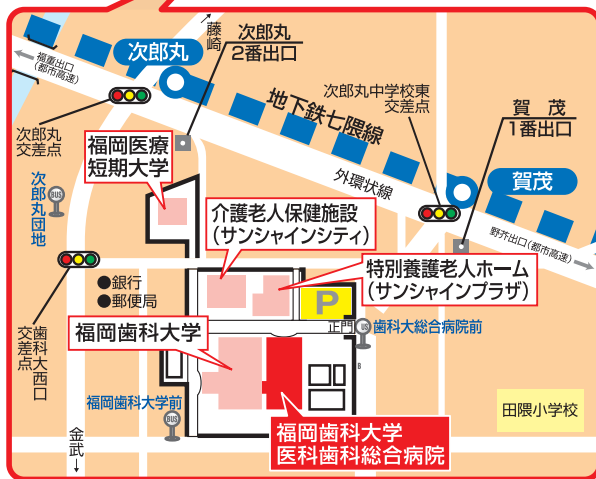 藤崎
次郎丸
2番出口
福重出口
(都市高速)
次郎丸
次郎丸中学校東
交差点
賀 茂
1番出口
地下鉄七隈線
次郎丸
交差点
福岡医療
短期大学
外環状線
賀茂
次郎丸団地
BUS
介護老人保健施設
(サンシャインシティ)
野芥出口(都市高速)
特別養護老人ホーム
(サンシャインプラザ)
●銀行
●郵便局
P
歯科大西口
交差点
福岡歯科大学
正門
歯科大総合病院前
福岡歯科大学前
BUS
田隈小学校
福岡歯科大学
医科歯科総合病院
金武